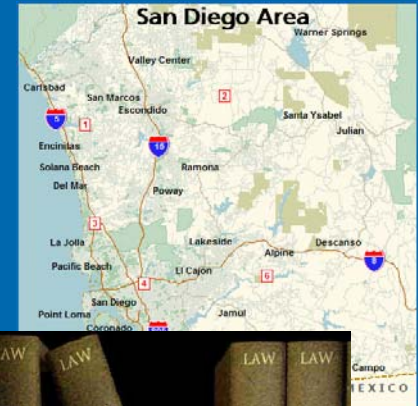 San Diego Area
Warner Springs
Valley Center
Carlsbad
2
San Marcos
Escondido
5
1
Santa Ysabel
Julian
Encinitas
15
Solana Beach
Ramona
Del Mar
Poway
3
La Jolla
Lakeside
Descanso
Alpine
8
Pacific Beach
El Cajon
6
4
San Diego
Point Loma
Jamul
Coronado
LAW
LAW
LAW
Campo
MEXICO